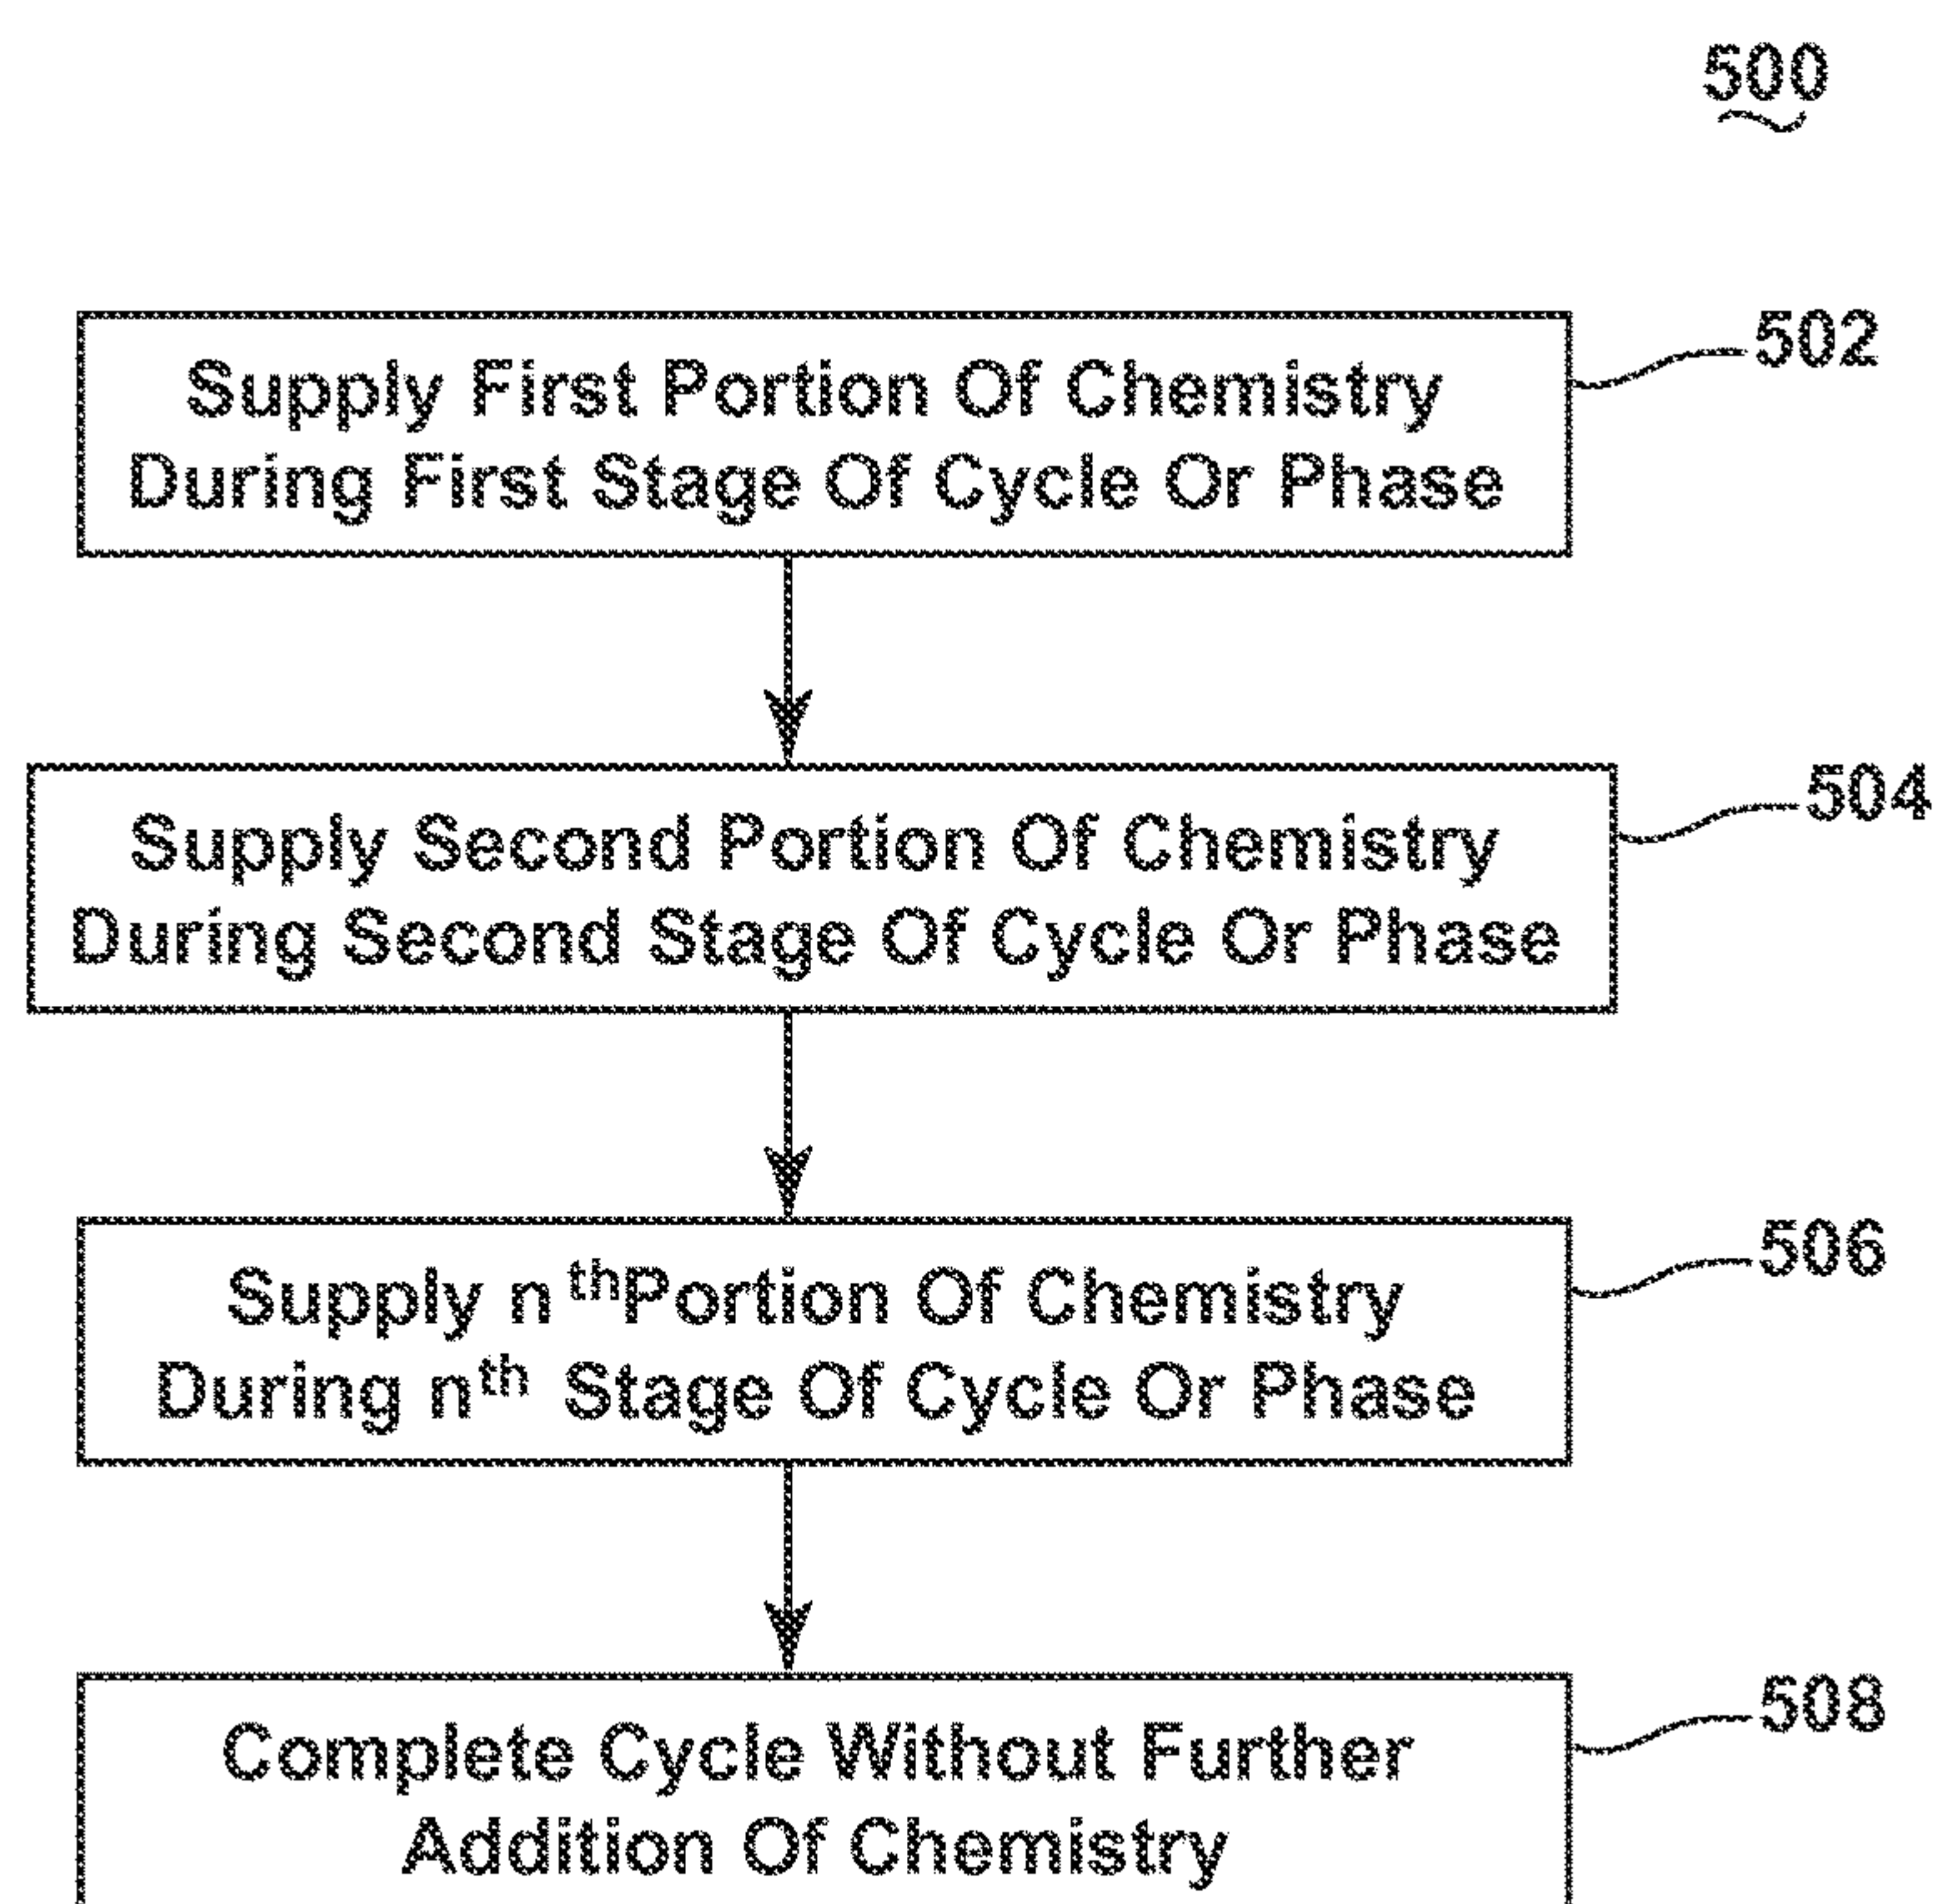 500
Supply First Portion Of Chemistry
During First Stage Of Cycle Or Phase
502
Supply Second Portion Of Chemistry
During Second Stage Of Cycle Or Phase
504
Supply n thPortion Of Chemistry
During nth Stage Of Cycle Or Phase
506
Complete Cycle Without Further
Addition Of Chemistry
508